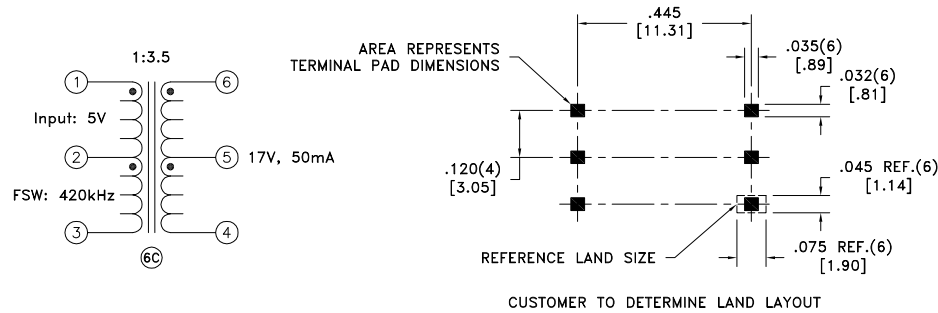 1:3.5
1
6
Input: 5V
2
5
17V, 50mA
FSW: 420kHz
3
4
6C
.445
[11.31]
AREA REPRESENTS
TERMINAL PAD DIMENSIONS
.035(6)
[.89]
.032(6)
[.81]
.120(4)
[3.05]
.045 REF.(6)
[1.14]
REFERENCE LAND SIZE
.075 REF.(6)
[1.90]
CUSTOMER TO DETERMINE LAND LAYOUT